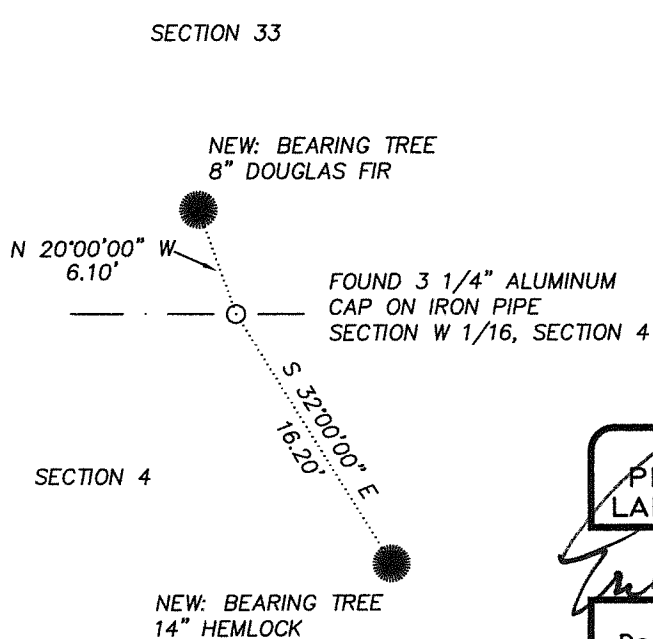 SECTION 33
NEW: BEARING TREE
8" DOUGLAS FIR
N 20°00'00" W
6.10'
FOUND 3 1/4" ALUMINUM
CAP ON IRON PIPE
SECTION W 1/16, SECTION 4
S 32°00'00" E
16.20'
SECTION 4
NEW: BEARING TREE
14" HEMLOCK